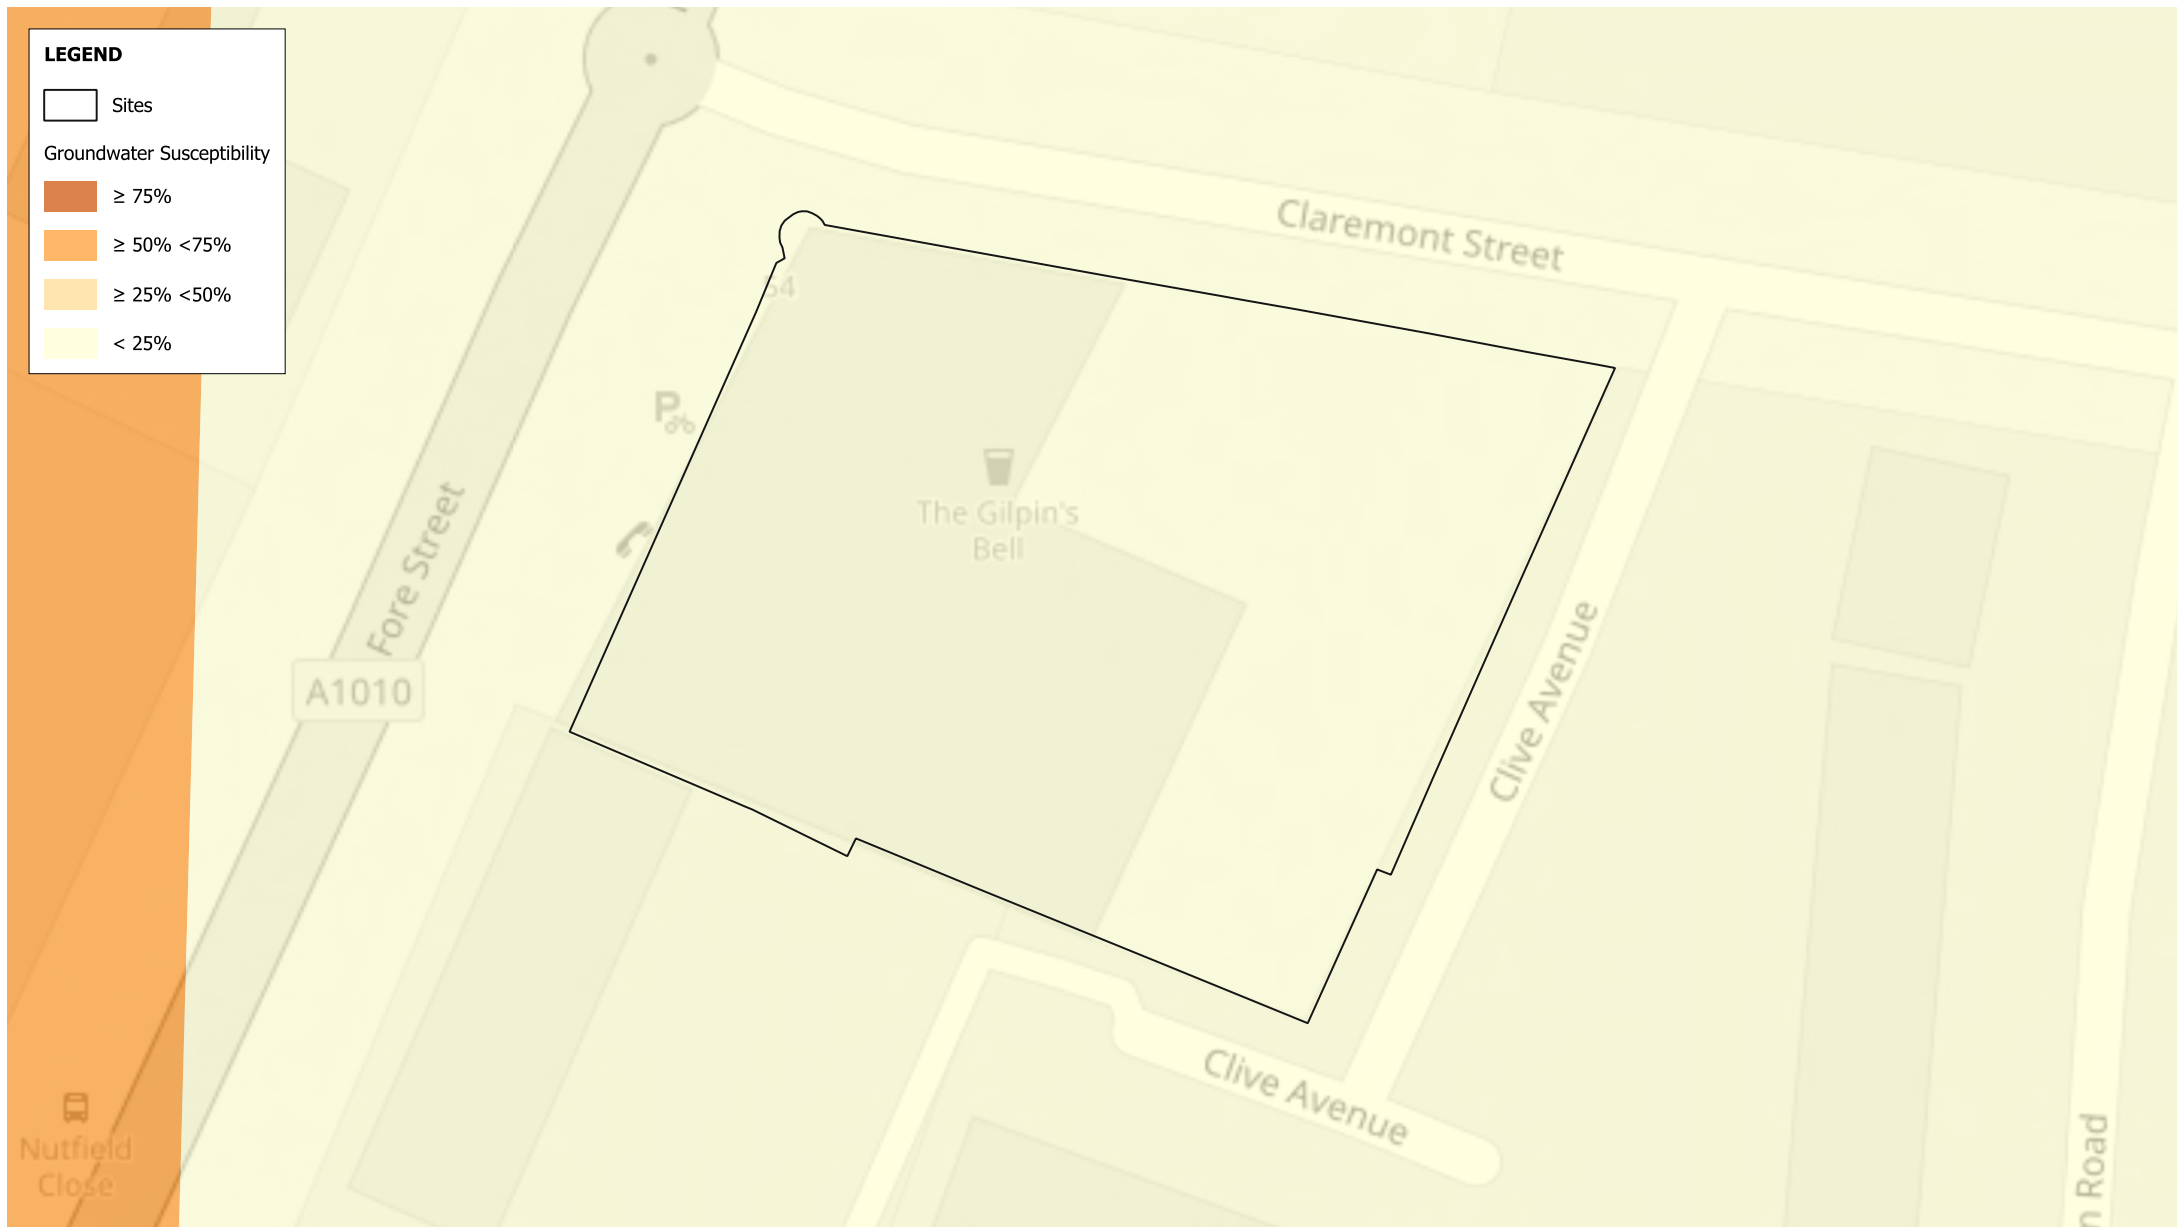 LEGEND
Sites
Groundwater Susceptibility
≥ 75%
≥ 50% <75%
≥ 25% <50%
< 25%
Claremont Street
P
The Gilpin's
Bell
Fore Street
A1010
Clive Avenue
Clive Avenue
Nutfield
Close
Road